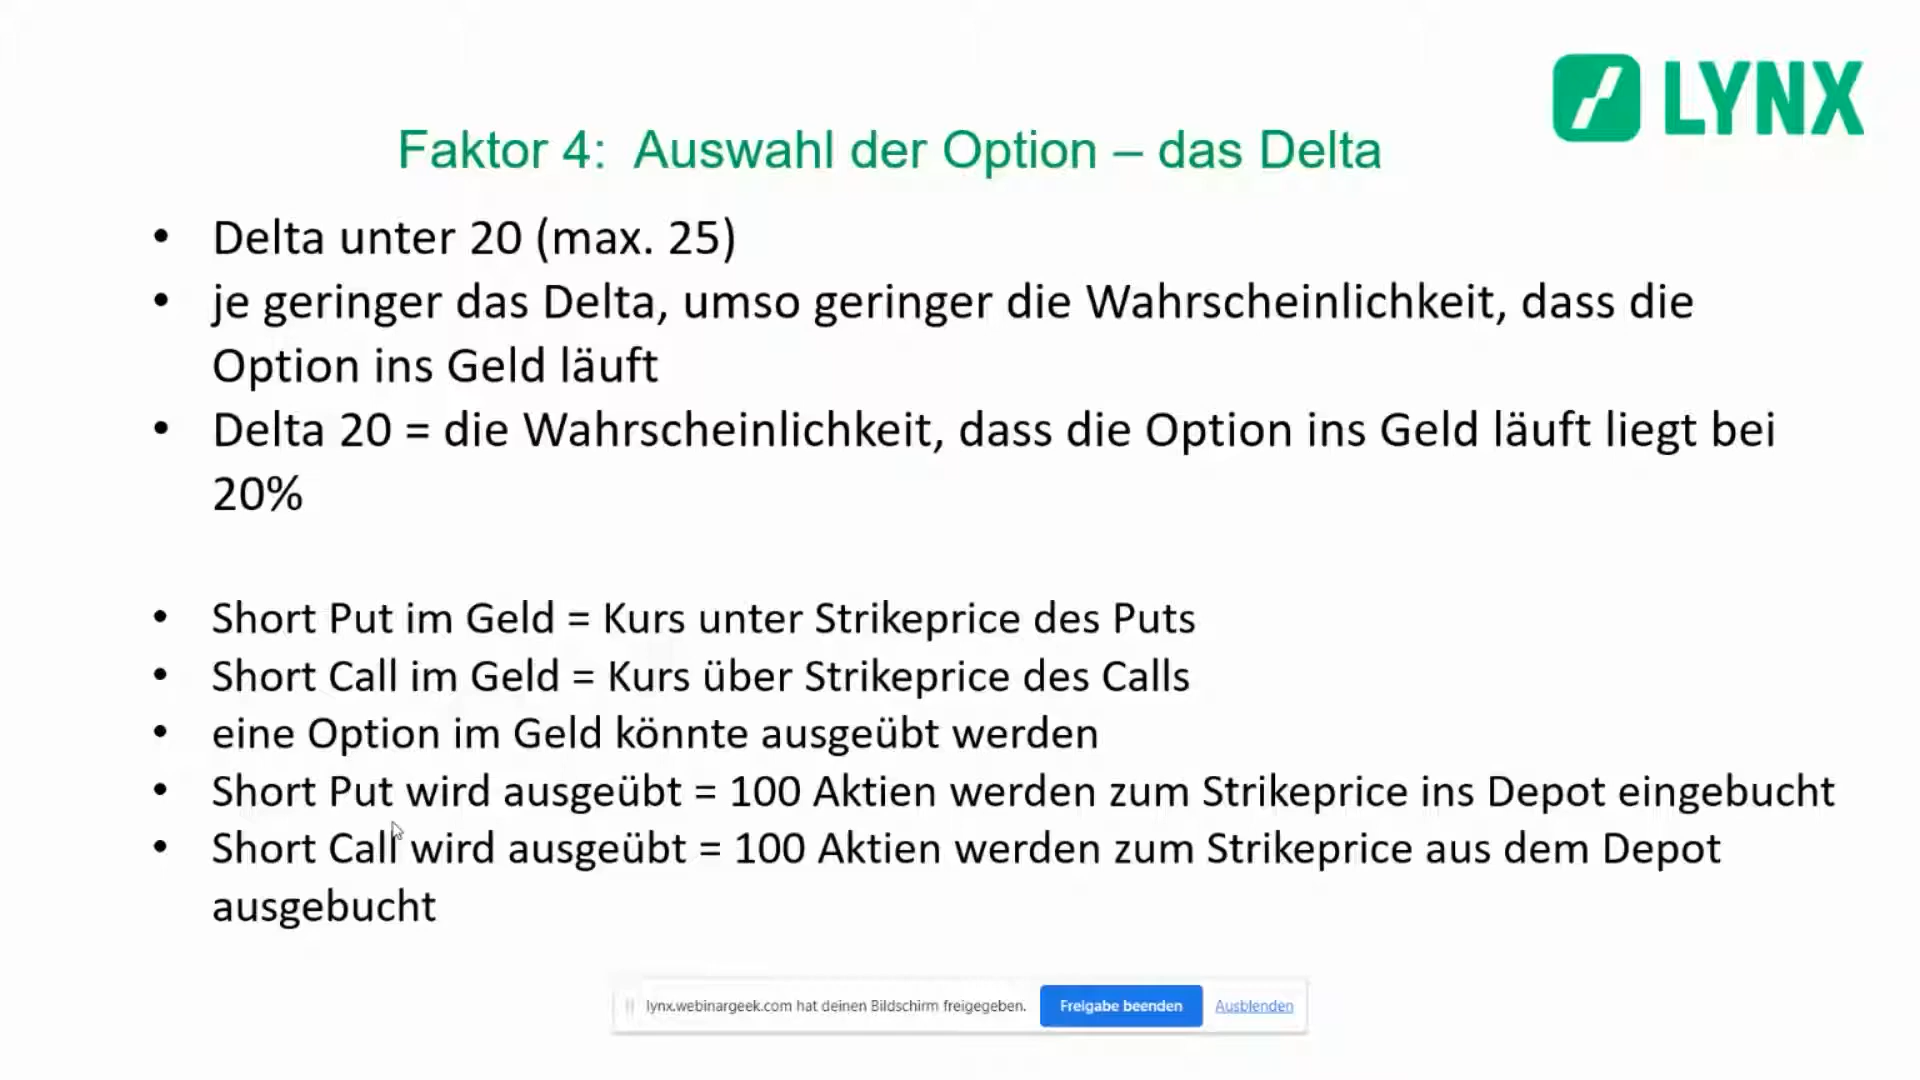 LYNX
Faktor 4: Auswahl der Option – das Delta
• Delta unter 20 (max. 25)
• je geringer das Delta, umso geringer die Wahrscheinlichkeit, dass die
Option ins Geld läuft
• Delta 20 = die Wahrscheinlichkeit, dass die Option ins Geld läuft liegt bei
20%
• Short Put im Geld = Kurs unter Strikeprice des Puts
• Short Call im Geld = Kurs über Strikeprice des Calls
• eine Option im Geld könnte ausgeübt werden
• Short Put wird ausgeübt = 100 Aktien werden zum Strikeprice ins Depot eingebucht
• Short Call wird ausgeübt = 100 Aktien werden zum Strikeprice aus dem Depot
ausgebucht
lynx.webinargeek.com hat deinen Bildschirm freigegeben. Freigabe beenden Ausblenden